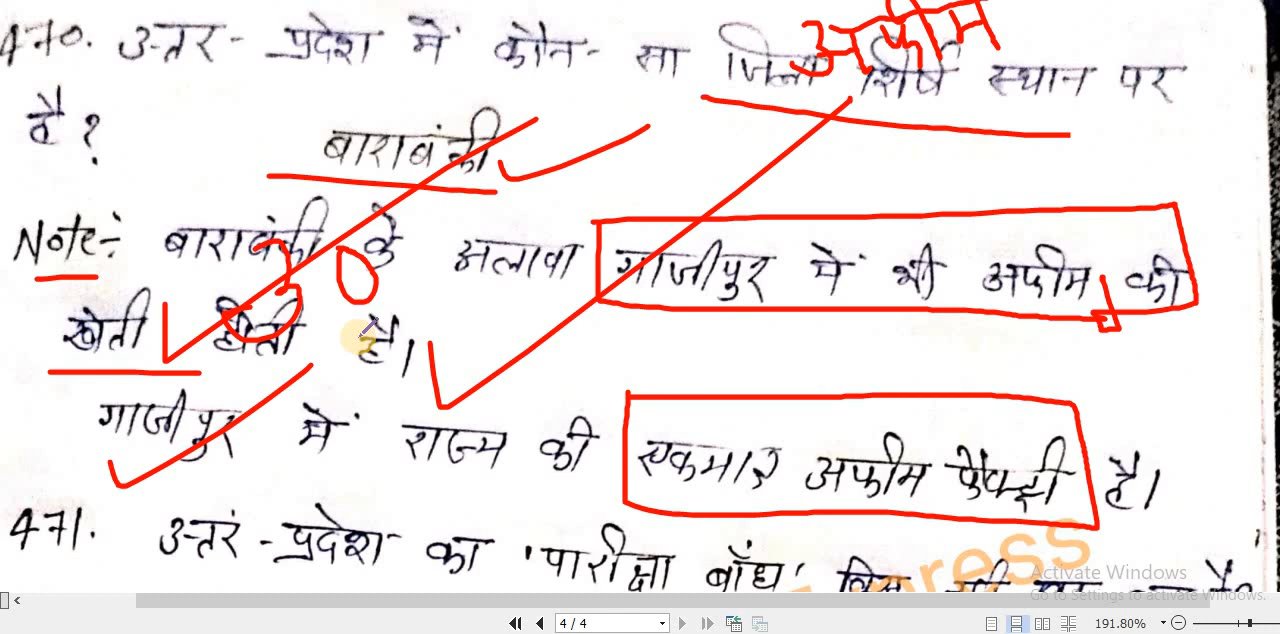 अफीम
470. उत्तर - प्रदेश में कौन - सा जिला शिर्ष स्थान पर
है?
बाराबंकी
Note:- बाराबंकी के अलावा गाजीपुर में भी अफीम की
खेती होती है।
गाजीपुर में राज्य की एकमात्र अफीम फैक्ट्री है।
471. उत्तर - प्रदेश का 'पारीक्षा बाँध' किस
Activate Windows
Go to Settings to activate Windows.
4 / 4
191.80%